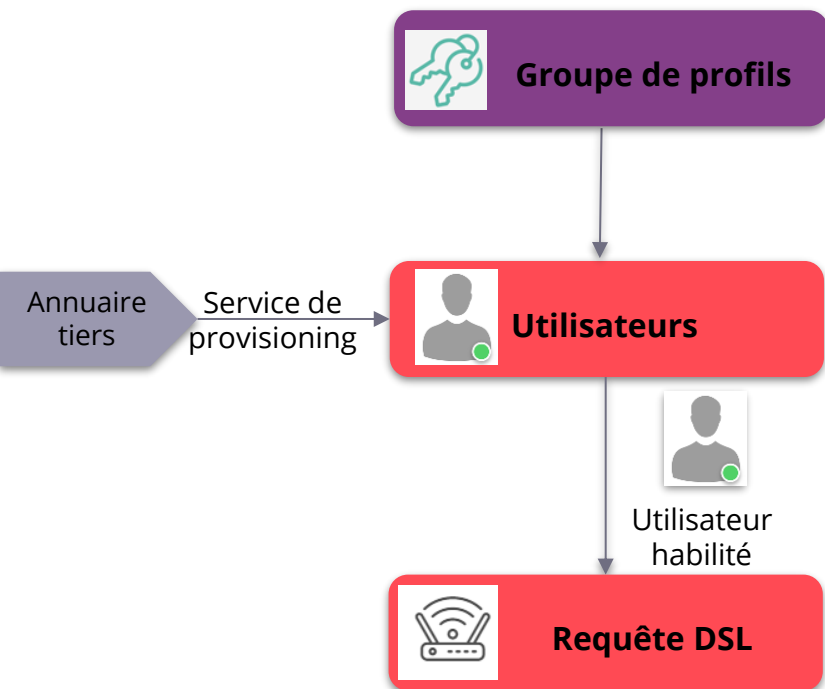 Groupe de profils
Annuaire
tiers
Service de
provisioning
Utilisateurs
Utilisateur
habilité
Requête DSL